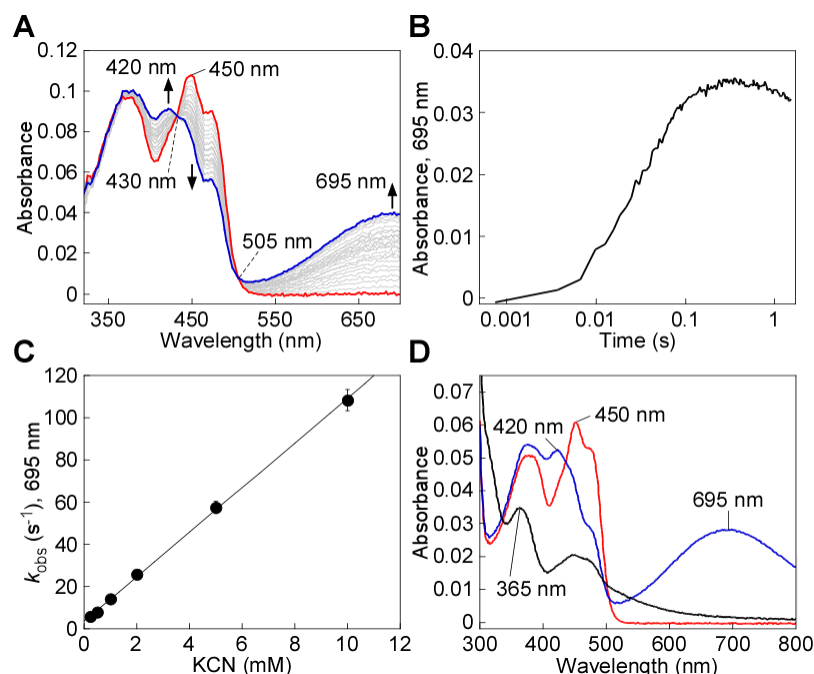 A
0.12
0.1
0.08
0.06
0.04
0.02
0
Absorbance
420 nm
450 nm
430 nm
695 nm
505 nm
350 450 550 650
Wavelength (nm)
B
0.04
0.03
0.02
0.01
0
Absorbance, 695 nm
0.001 0.01 0.1 1
Time (s)
C
120
100
80
60
40
20
0
kobs (s-1), 695 nm
0 2 4 6 8 10 12
KCN (mM)
D
0.07
0.06
0.05
0.04
0.03
0.02
0.01
0
Absorbance
420 nm
450 nm
695 nm
365 nm
300 400 500 600 700 800
Wavelength (nm)